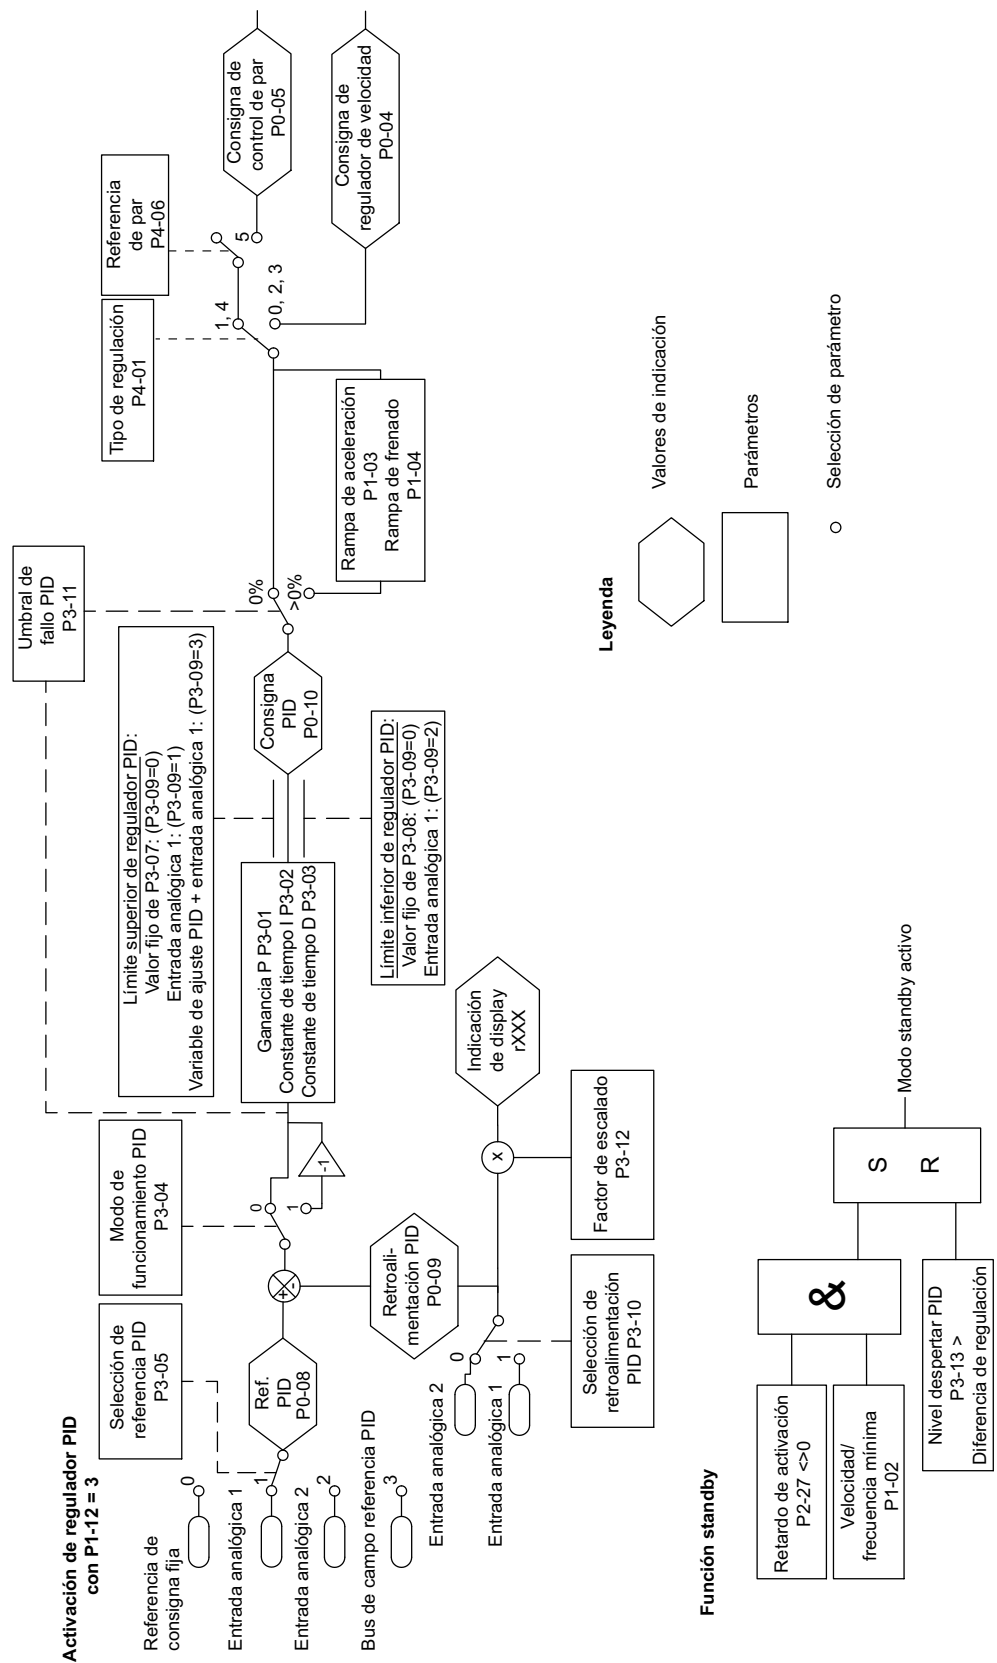 Activación de regulador PID
con P1-12 = 3
Selección de
referencia PID
P3-05
Modo de
funcionamiento PID
P3-04
Límite superior de regulador PID:
Valor fijo de P3-07: (P3-09=0)
Entrada analógica 1: (P3-09=1)
Variable de ajuste PID + entrada analógica 1: (P3-09=3)
Umbral de
fallo PID
P3-11
Tipo de regulación
P4-01
Referencia
de par
P4-06
Referencia de
consigna fija
0
Entrada analógica 1
1
Entrada analógica 2
2
Bus de campo referencia PID
3
Ref.
PID
P0-08
+
-
0
1
-1
Ganancia P P3-01
Constante de tiempo I P3-02
Constante de tiempo D P3-03
Consigna
PID
P0-10
0%
>0%
Rampa de aceleración
P1-03
Rampa de frenado
P1-04
1, 4
0, 2, 3
5
Consigna de
control de par
P0-05
Consigna de
regulador de velocidad
P0-04
Límite inferior de regulador PID:
Valor fijo de P3-08: (P3-09=0)
Entrada analógica 1: (P3-09=2)
Retroali-
mentación PID
P0-09
Entrada analógica 2
0
Entrada analógica 1
1
x
Indicación
de display
rXXX
Selección de
retroalimentación
PID P3-10
Factor de escalado
P3-12
Función standby
Retardo de activación
P2-27 <>0
Velocidad/
frecuencia mínima
P1-02
&
Nivel despertar PID
P3-13 >
Diferencia de regulación
S
R
Modo standby activo
Leyenda
Valores de indicación
Parámetros
Selección de parámetro